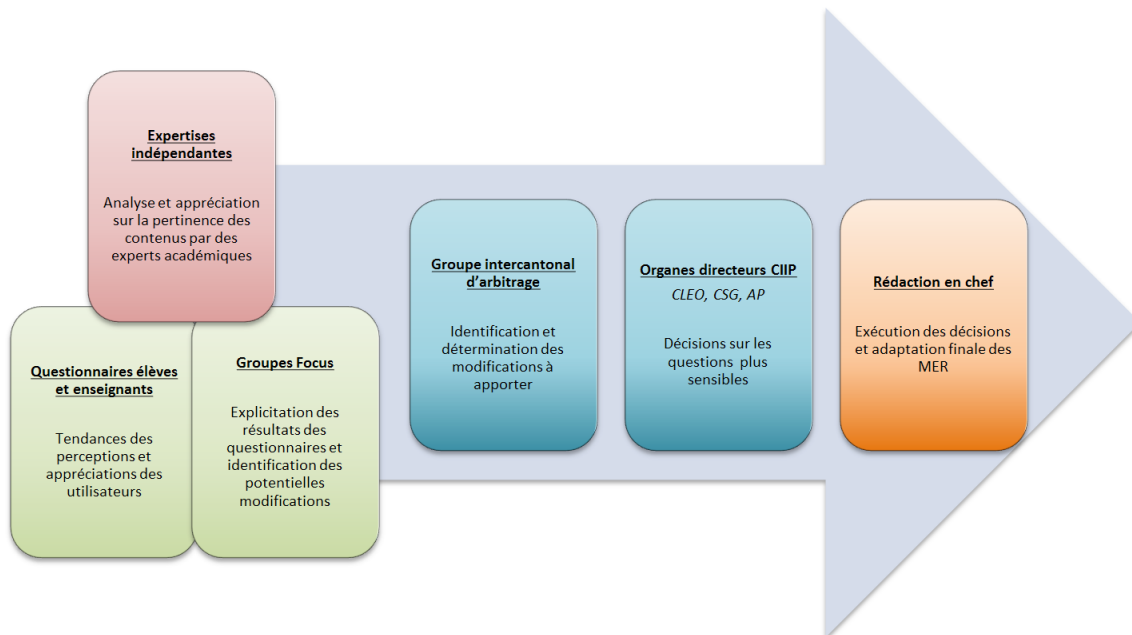 Expertises
indépendantes
Analyse et appréciation
sur la pertinence des
contenus par des
experts académiques
Questionnaires élèves
et enseignants
Tendances des
perceptions et
appréciations des
utilisateurs
Groupes Focus
Explicitation des
résultats des
questionnaires et
identification des
potentielles
modifications
Groupe intercantonal
d'arbitrage
Identification et
détermination des
modifications à
apporter
Organes directeurs CIIP
CLEO, CSG, AP
Décisions sur les
questions plus
sensibles
Rédaction en chef
Exécution des décisions
et adaptation finale des
MER